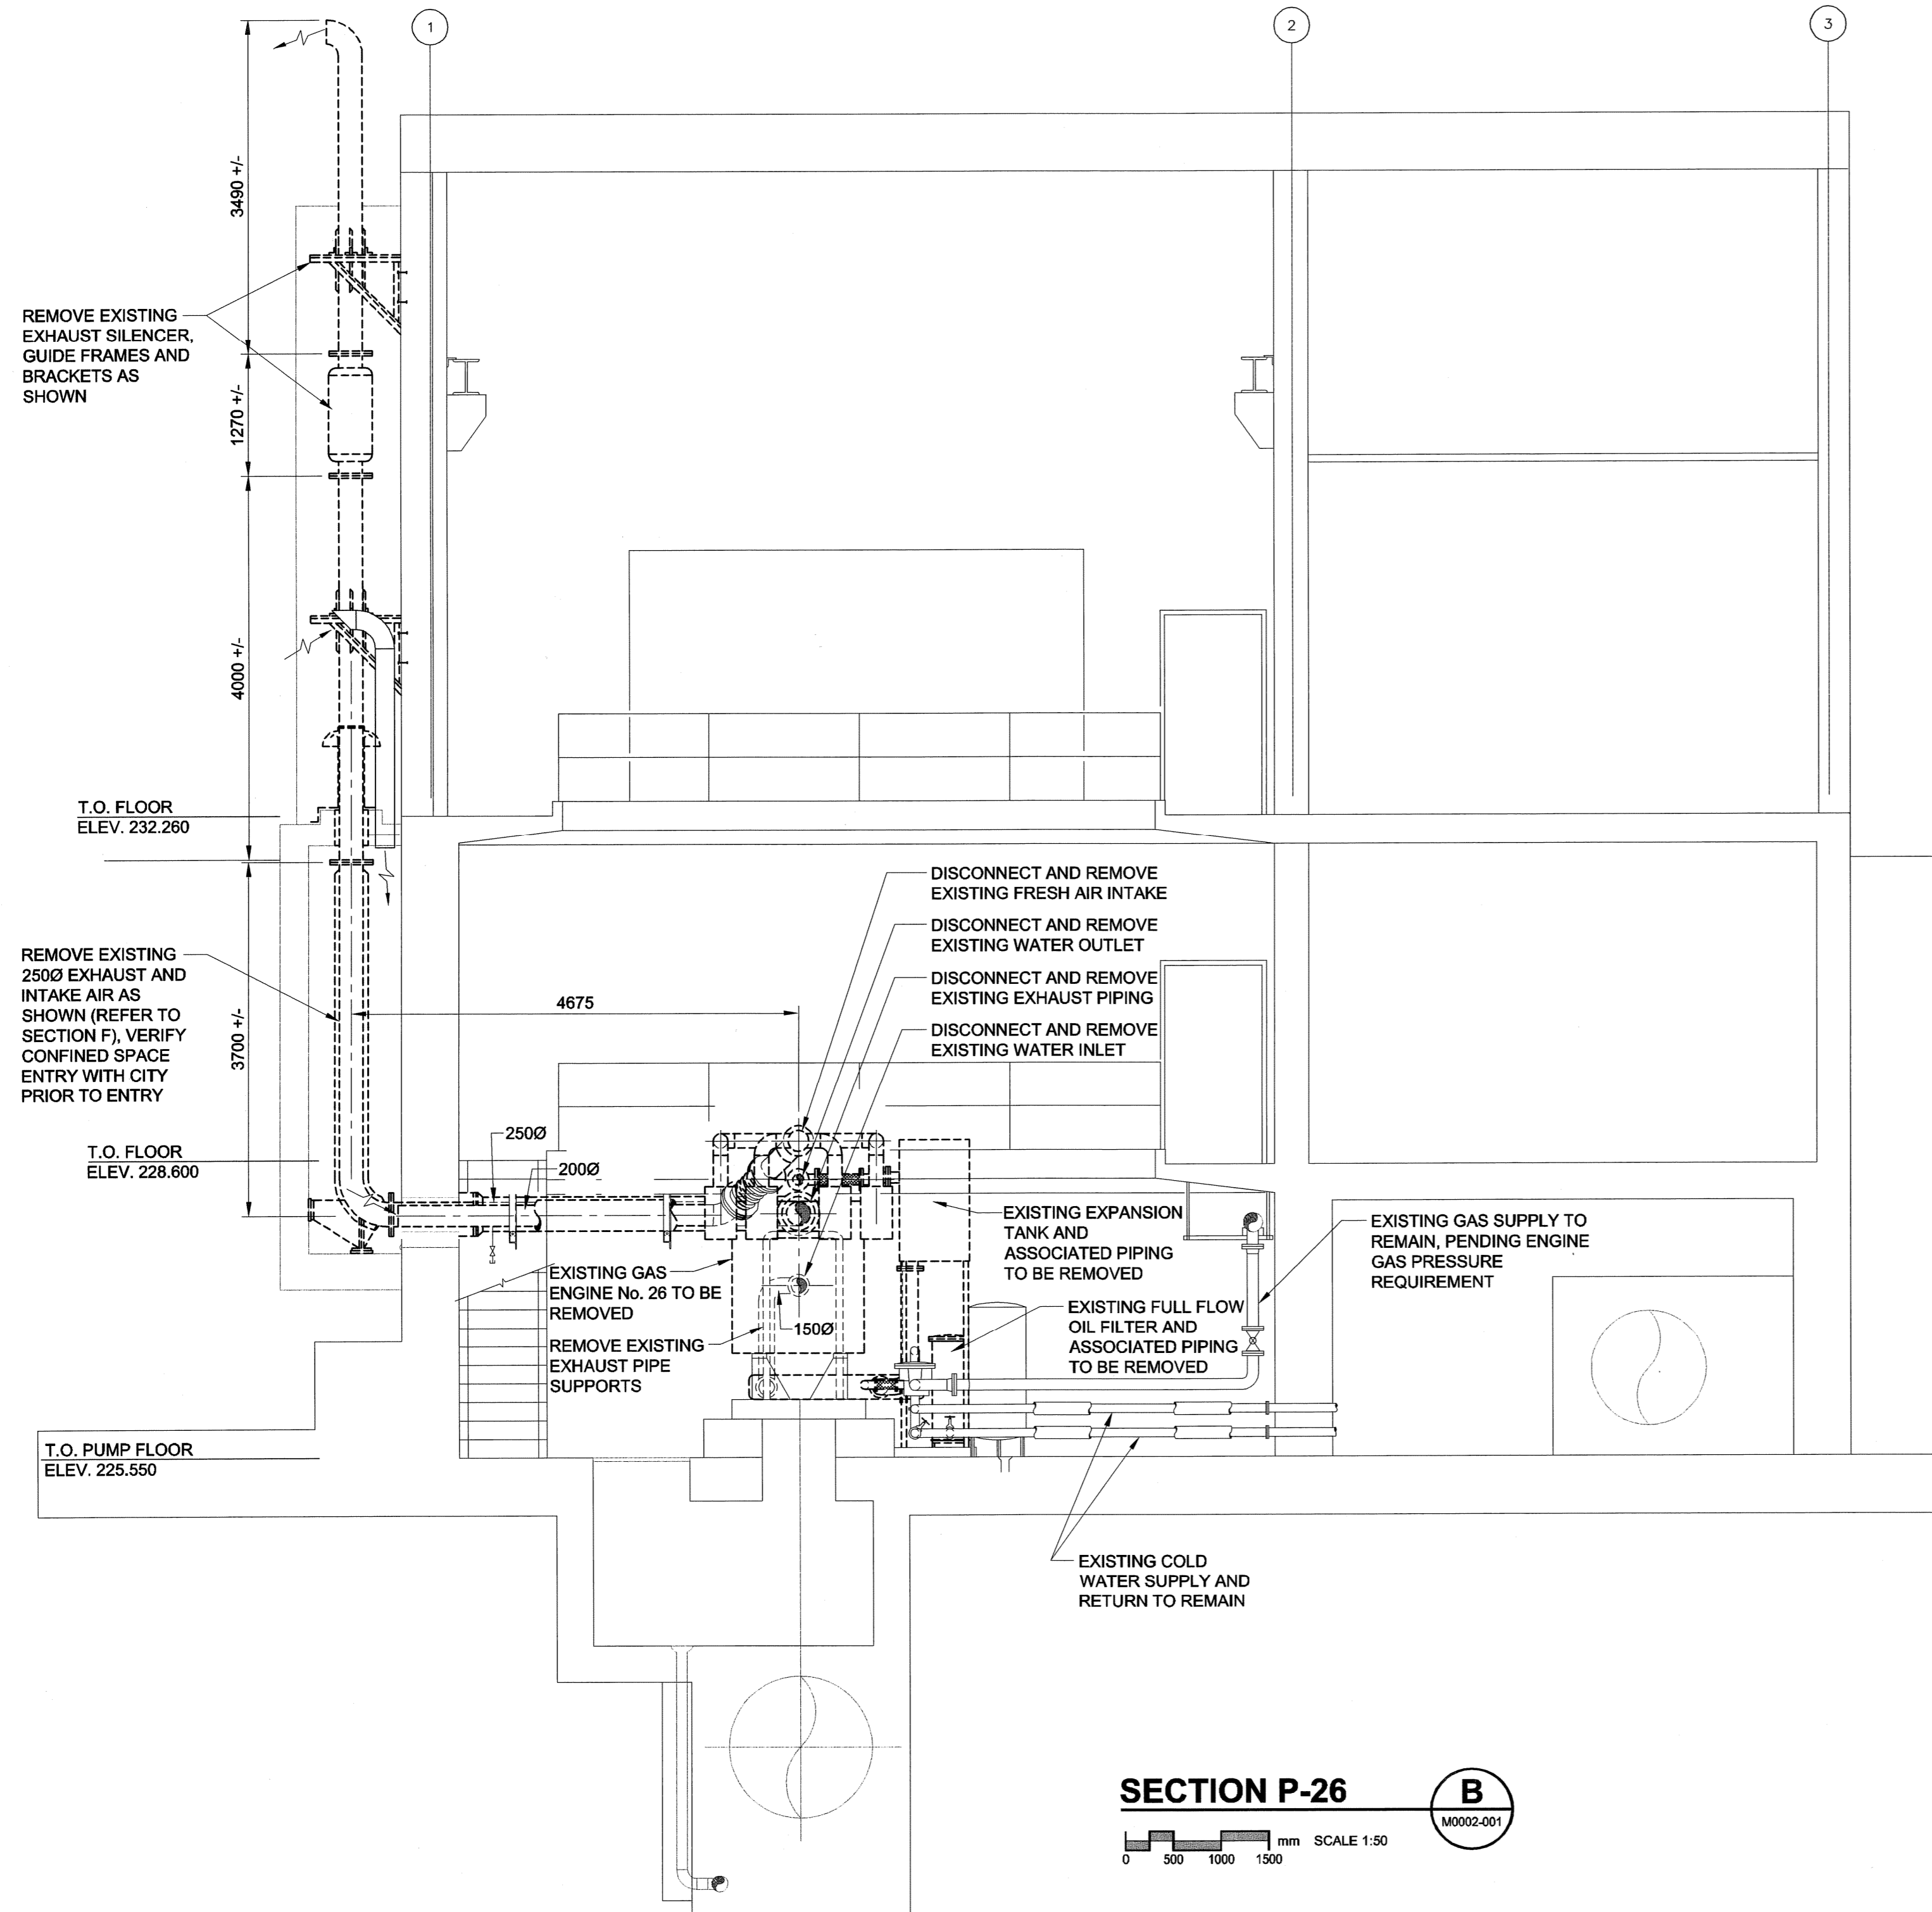 1
2
3
3490 +/-
1270 +/-
4000 +/-
3700 +/-
REMOVE EXISTING
EXHAUST SILENCER,
GUIDE FRAMES AND
BRACKETS AS
SHOWN
T.O. FLOOR
ELEV. 232.260
REMOVE EXISTING
250Ø EXHAUST AND
INTAKE AIR AS
SHOWN (REFER TO
SECTION F), VERIFY
CONFINED SPACE
ENTRY WITH CITY
PRIOR TO ENTRY
T.O. FLOOR
ELEV. 228.600
T.O. PUMP FLOOR
ELEV. 225.550
4675
250Ø
200Ø
DISCONNECT AND REMOVE
EXISTING FRESH AIR INTAKE
DISCONNECT AND REMOVE
EXISTING WATER OUTLET
DISCONNECT AND REMOVE
EXISTING EXHAUST PIPING
DISCONNECT AND REMOVE
EXISTING WATER INLET
EXISTING GAS
ENGINE No. 26 TO BE
REMOVED
150Ø
REMOVE EXISTING
EXHAUST PIPE
SUPPORTS
EXISTING EXPANSION
TANK AND
ASSOCIATED PIPING
TO BE REMOVED
EXISTING FULL FLOW
OIL FILTER AND
ASSOCIATED PIPING
TO BE REMOVED
EXISTING GAS SUPPLY TO
REMAIN, PENDING ENGINE
GAS PRESSURE
REQUIREMENT
EXISTING COLD
WATER SUPPLY AND
RETURN TO REMAIN
SECTION P-26
B
M0002-001
mm SCALE 1:50
0 500 1000 1500